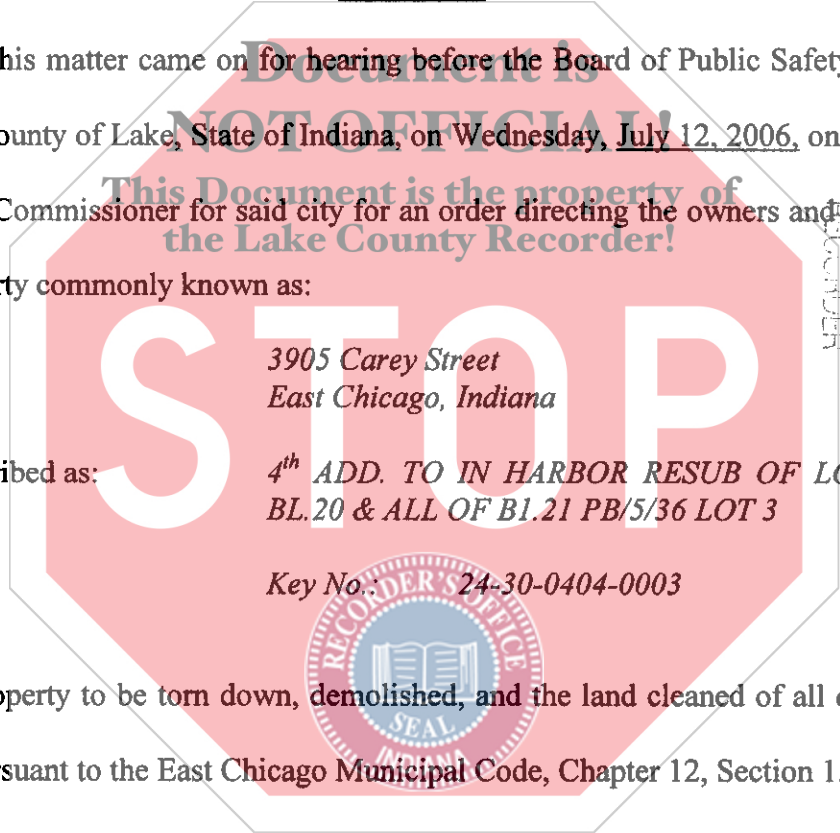 his matter came on for hearing before the Board of Public Safety
Document is
ounty of Lake, State of Indiana, on Wednesday, July 12, 2006, on
NOT OFFICIAL!
This Document is the property of
Commissioner for said city for an order directing the owners and
the Lake County Recorder!
rty commonly known as:
STOP
3905 Carey Street
East Chicago, Indiana
ibed as:
4th ADD. TO IN HARBOR RESUB OF LO
BL.20 & ALL OF B1.21 PB/5/36 LOT 3
Key No.: 24-30-0404-0003
RECORDER'S OFFICE
SEAL
INDIANA
operty to be torn down, demolished, and the land cleaned of all
rsuant to the East Chicago Municipal Code, Chapter 12, Section 1